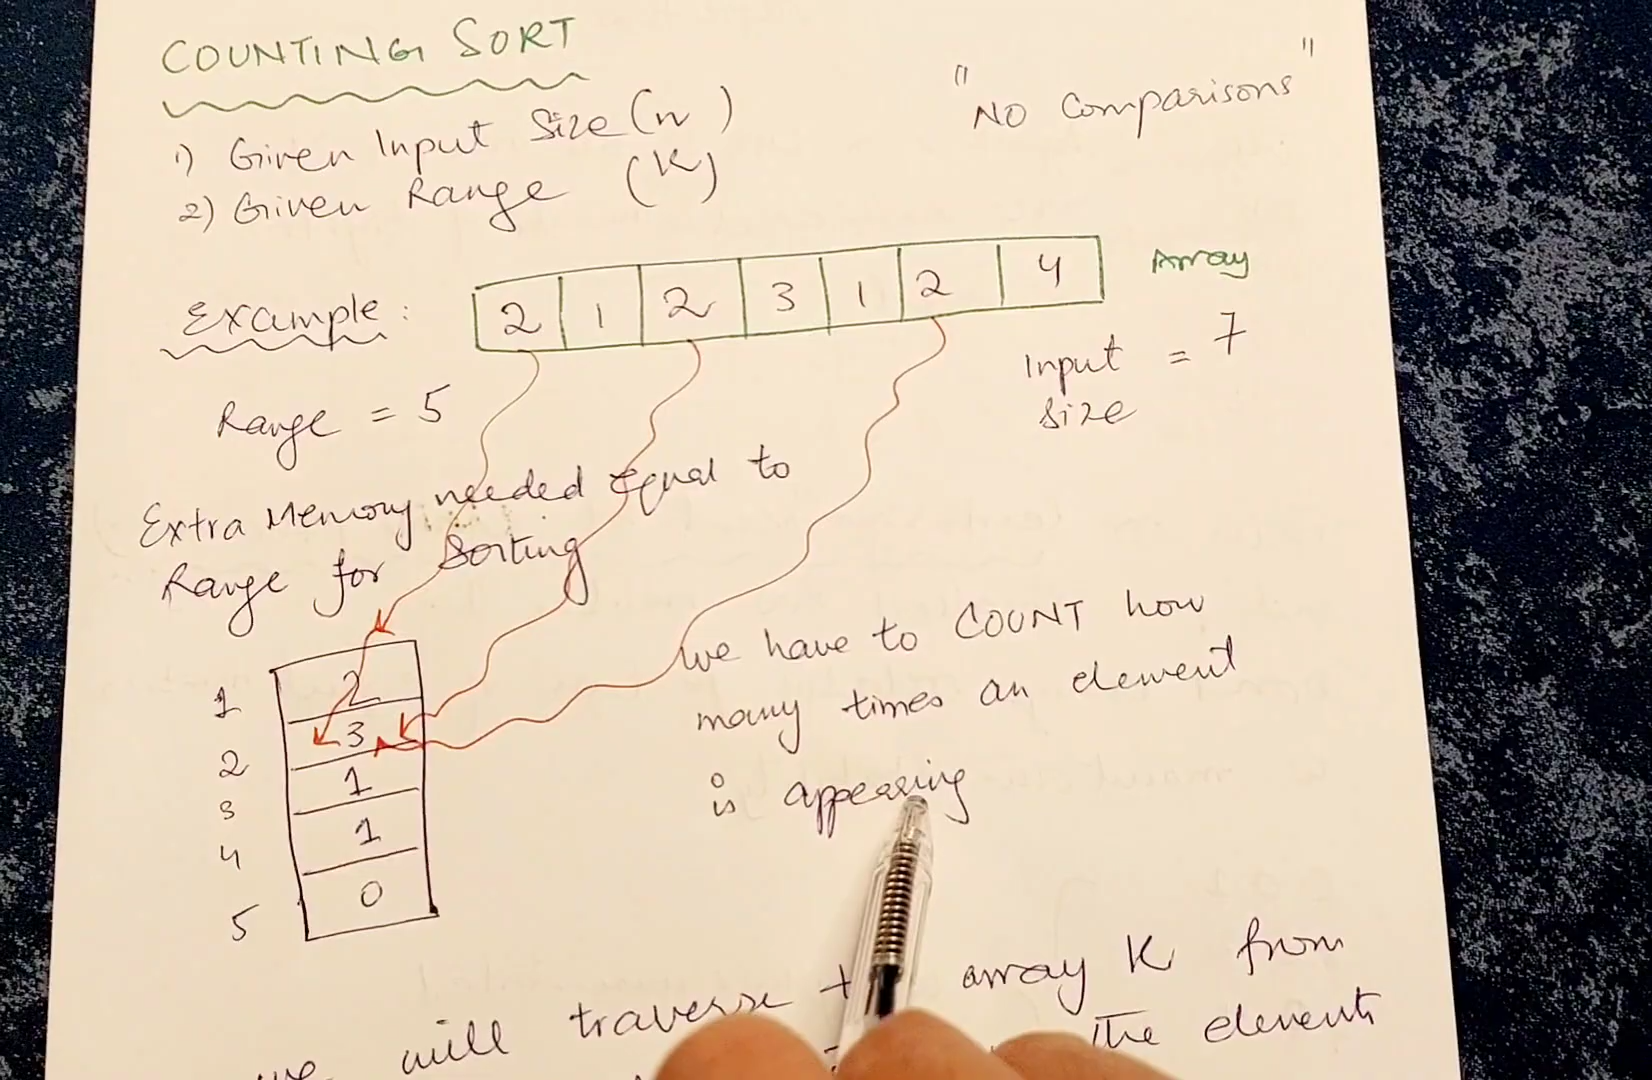 COUNTING SORT
"NO Comparisons"
1) Given Input Size (n)
2) Given Range (K)
Example:
2 1 2 3 1 2 4
Array
Range = 5
Input size = 7
Extra Memory needed Equal to
Range for Sorting
1 2
2 3
3 1
4 1
5 0
we have to COUNT how
many times an element
is appearing
we will traverse array K from
The elements